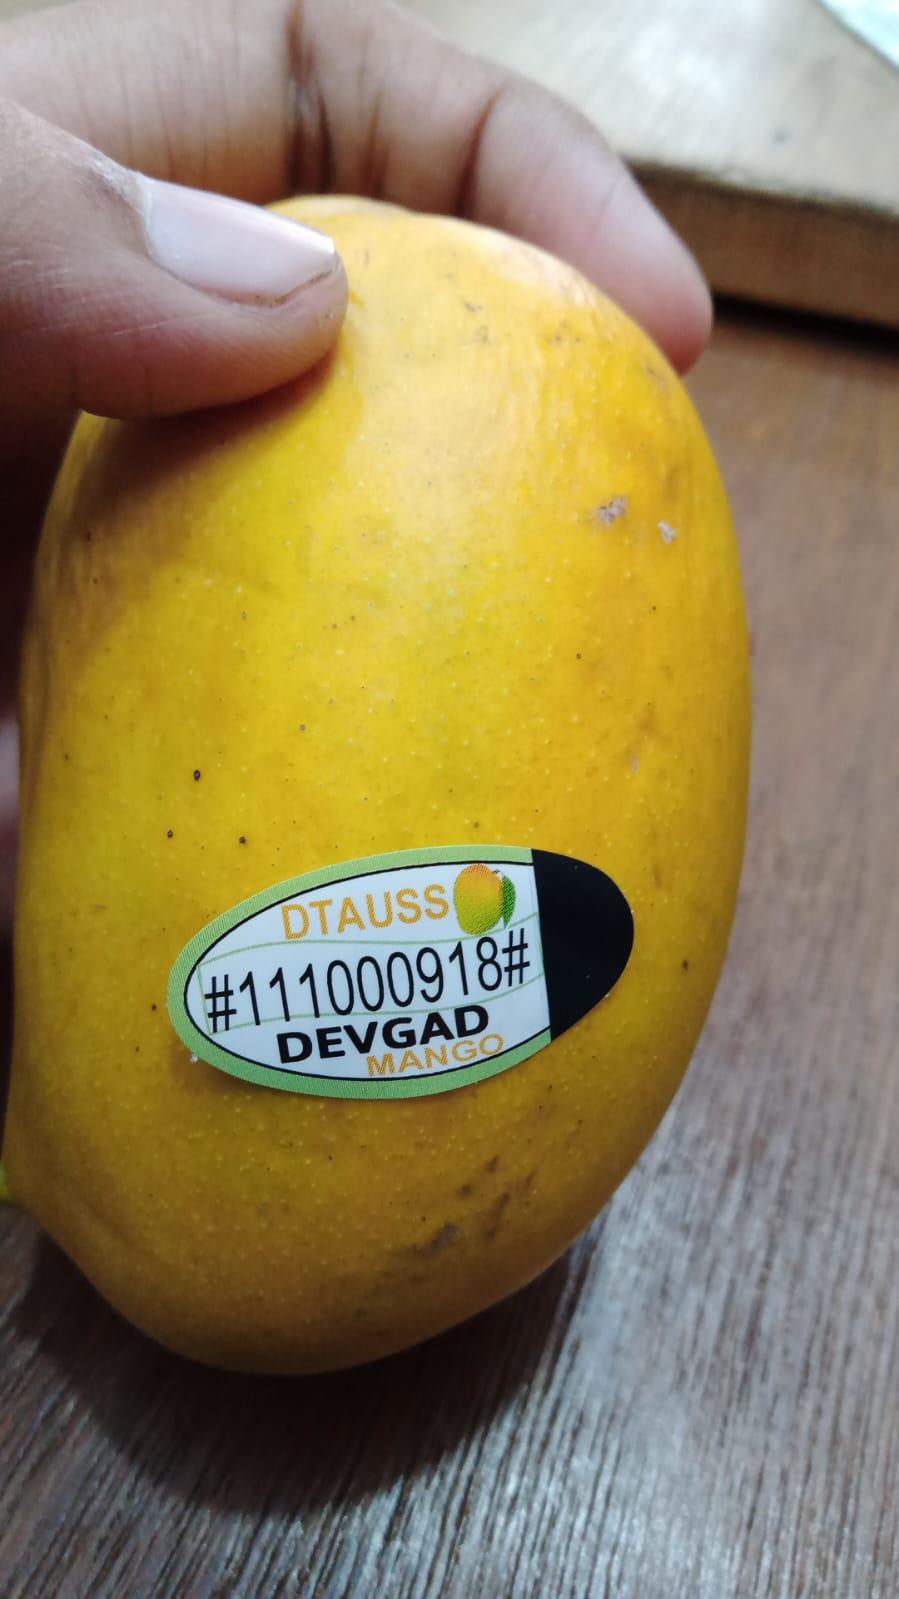 DTAUSS
#111000918#
DEVGAD
MANGO